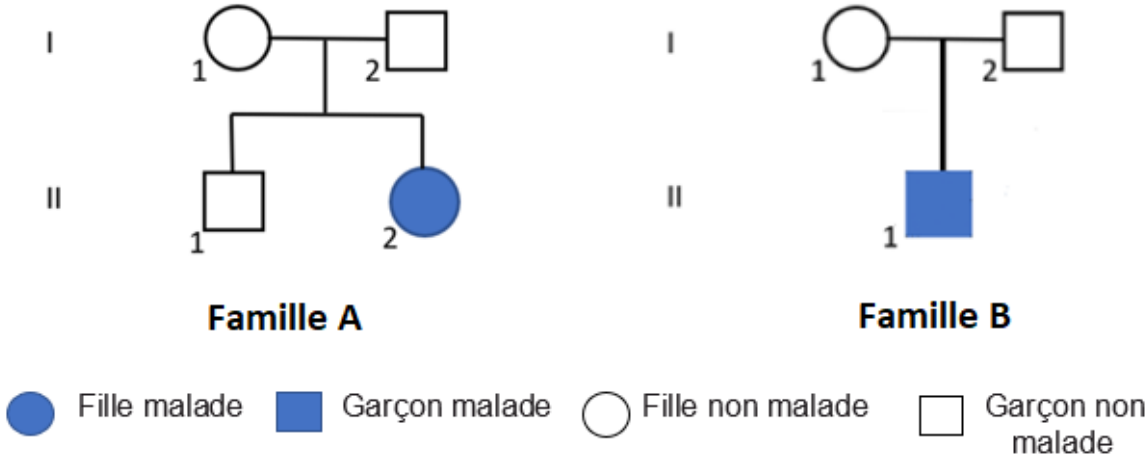 I
1
2
I
1
2
II
1
2
II
1
Famille A
Famille B
Fille malade
Garçon malade
Fille non malade
Garçon non
malade